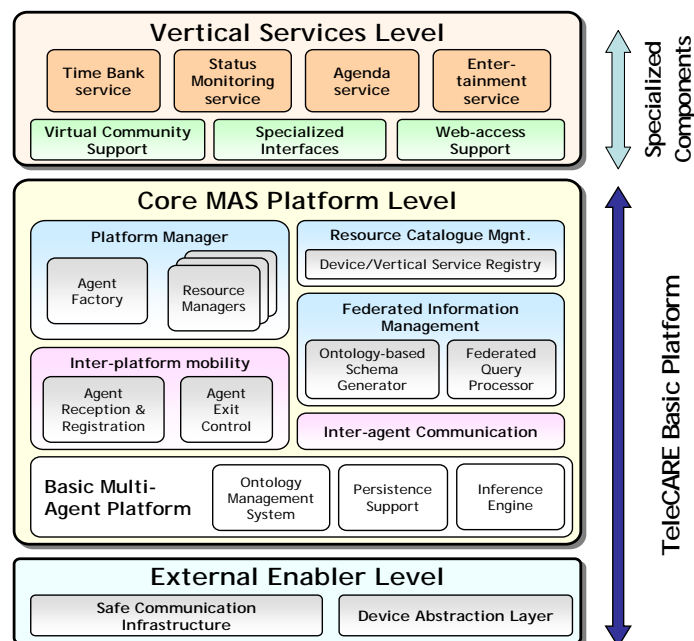 Vertical Services Level
Time Bank
service
Status
Monitoring
service
Agenda
service
Enter-
tainment
service
Virtual Community
Support
Specialized
Interfaces
Web-access
Support
Specialized
Components
Core MAS Platform Level
Platform Manager
Agent
Factory
Resource
Managers
Resource Catalogue Mgnt.
Device/Vertical Service Registry
Federated Information
Management
Ontology-based
Schema
Generator
Federated
Query
Processor
Inter-platform mobility
Agent
Reception &
Registration
Agent
Exit
Control
Inter-agent Communication
Basic Multi-
Agent Platform
Ontology
Management
System
Persistence
Support
Inference
Engine
TeleCARE Basic Platform
External Enabler Level
Safe Communication
Infrastructure
Device Abstraction Layer